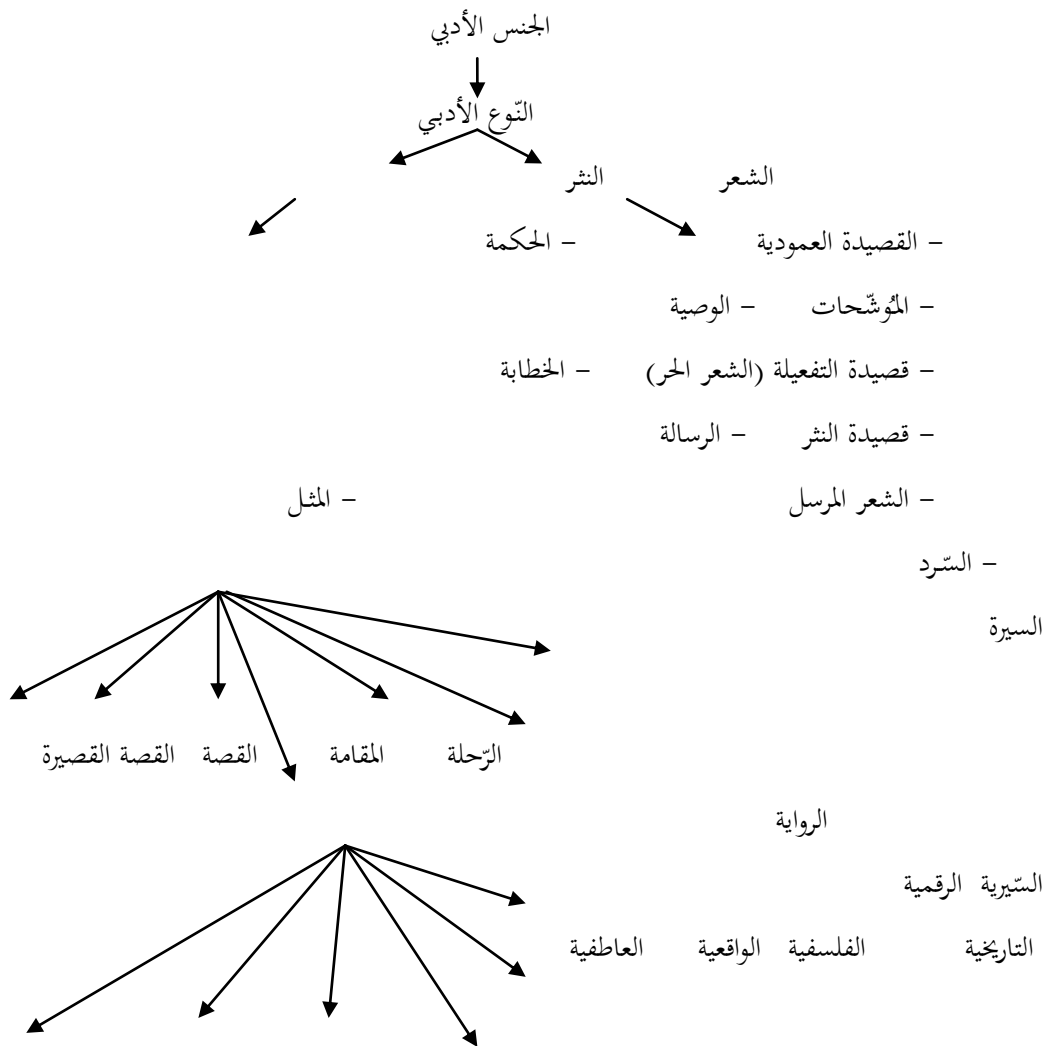 الجنس الأدبي
النّوع الأدبي
الشعر النثر
– القصيدة العمودية – الحكمة
– المُوشّحات – الوصية
– قصيدة التفعيلة (الشعر الحر) – الخطابة
– قصيدة النثر – الرسالة
– الشعر المرسل – المثل
– السّرد
السيرة
الرّحلة المقامة القصة القصة القصيرة
الرواية
السّيرية الرقمية
التاريخية الفلسفية الواقعية العاطفية